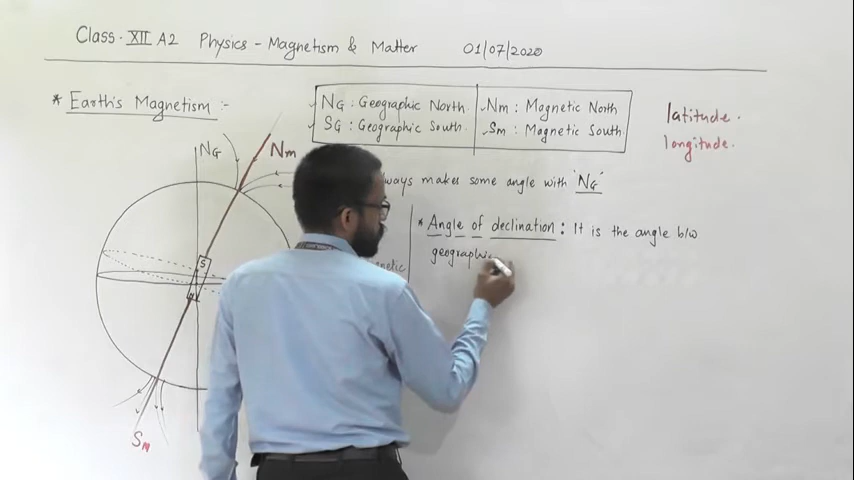 Class - XII A2 Physics - Magnetism & Matter 01/07/2020
* Earth's Magnetism :-
NG : Geographic North. Nm : Magnetic North
SG : Geographic South. Sm : Magnetic South.
latitude.
longitude.
NG
Nm
ways makes some angle with 'NG'
* Angle of declination : It is the angle b/w
geographic
netic
S
N
SM